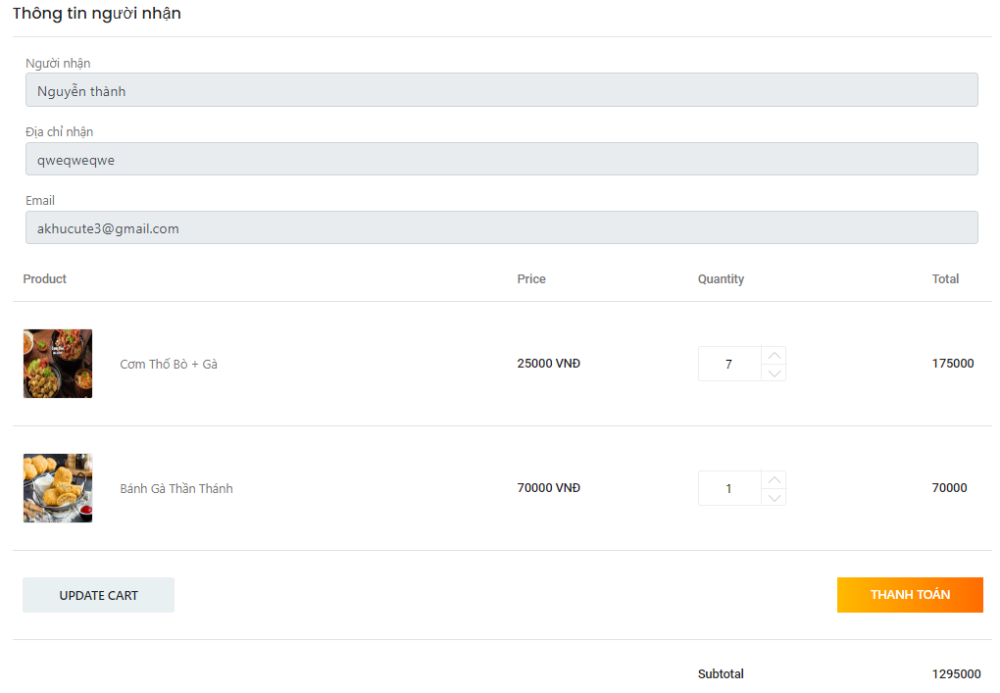 Thông tin người nhận
Người nhận
Nguyễn thành
Địa chỉ nhận
qweqweqwe
Email
akhucute3@gmail.com
Product Price Quantity Total
Cơm Thố Bò + Gà 25000 VNĐ 7 175000
Bánh Gà Thần Thánh 70000 VNĐ 1 70000
UPDATE CART THANH TOÁN
Subtotal 1295000